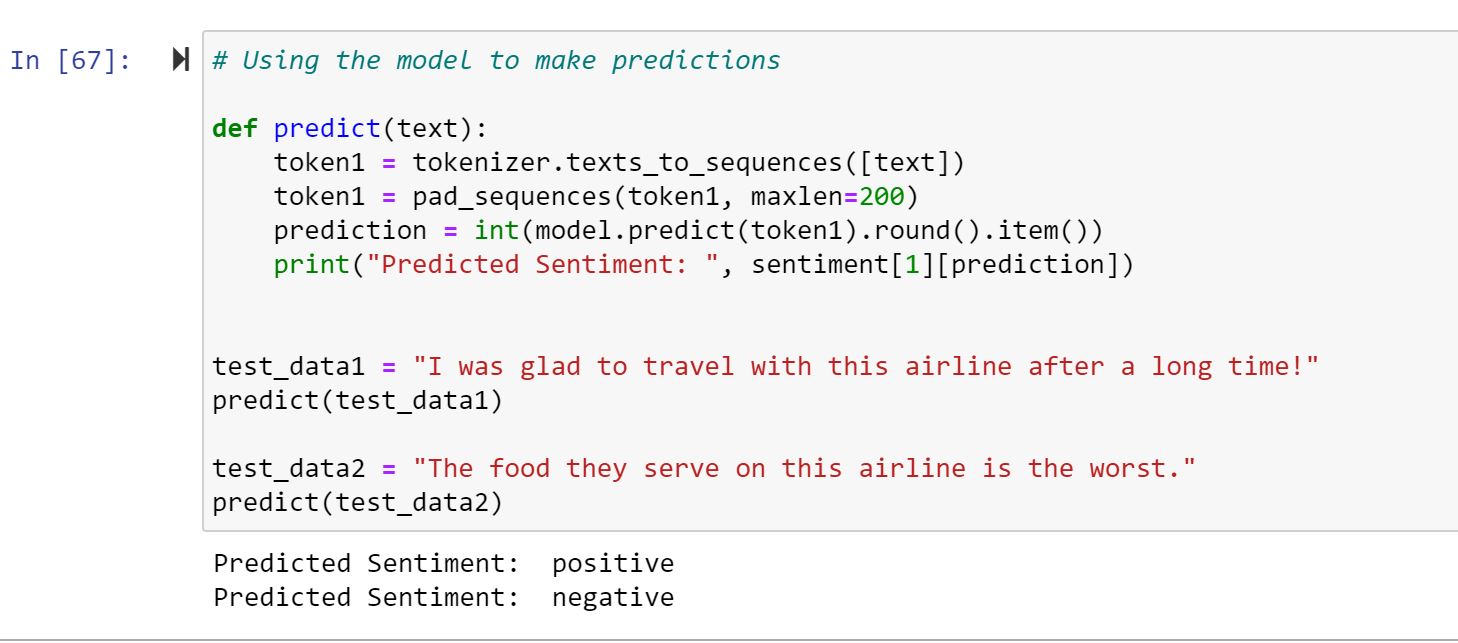 In [67]:
# Using the model to make predictions
def predict(text):
    token1 = tokenizer.texts_to_sequences([text])
    token1 = pad_sequences(token1, maxlen=200)
    prediction = int(model.predict(token1).round().item())
    print("Predicted Sentiment: ", sentiment[1][prediction])
test_data1 = "I was glad to travel with this airline after a long time!"
predict(test_data1)
test_data2 = "The food they serve on this airline is the worst."
predict(test_data2)
Predicted Sentiment:  positive
Predicted Sentiment:  negative